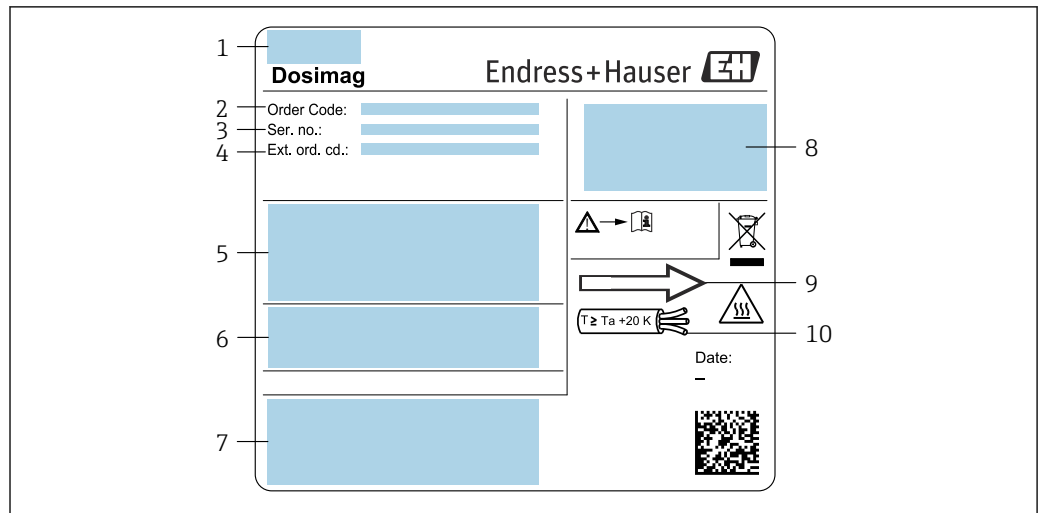 1
Dosimag
Endress+Hauser EH
2 Order Code:
3 Ser. no.:
4 Ext. ord. cd.:
8
5
9
6
T ≥ Ta +20 K
10
Date:
–
7